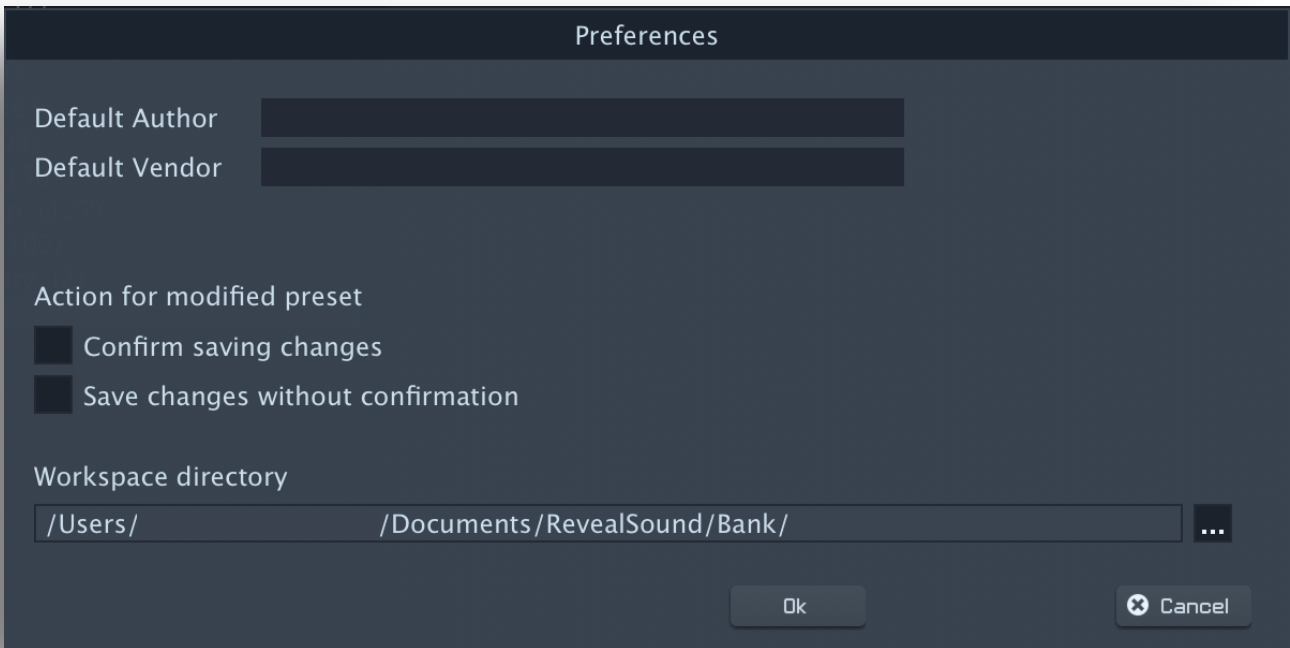 Preferences
Default Author
Default Vendor
Action for modified preset
Confirm saving changes
Save changes without confirmation
Workspace directory
/Users/ /Documents/RevealSound/Bank/ ...
Ok Cancel